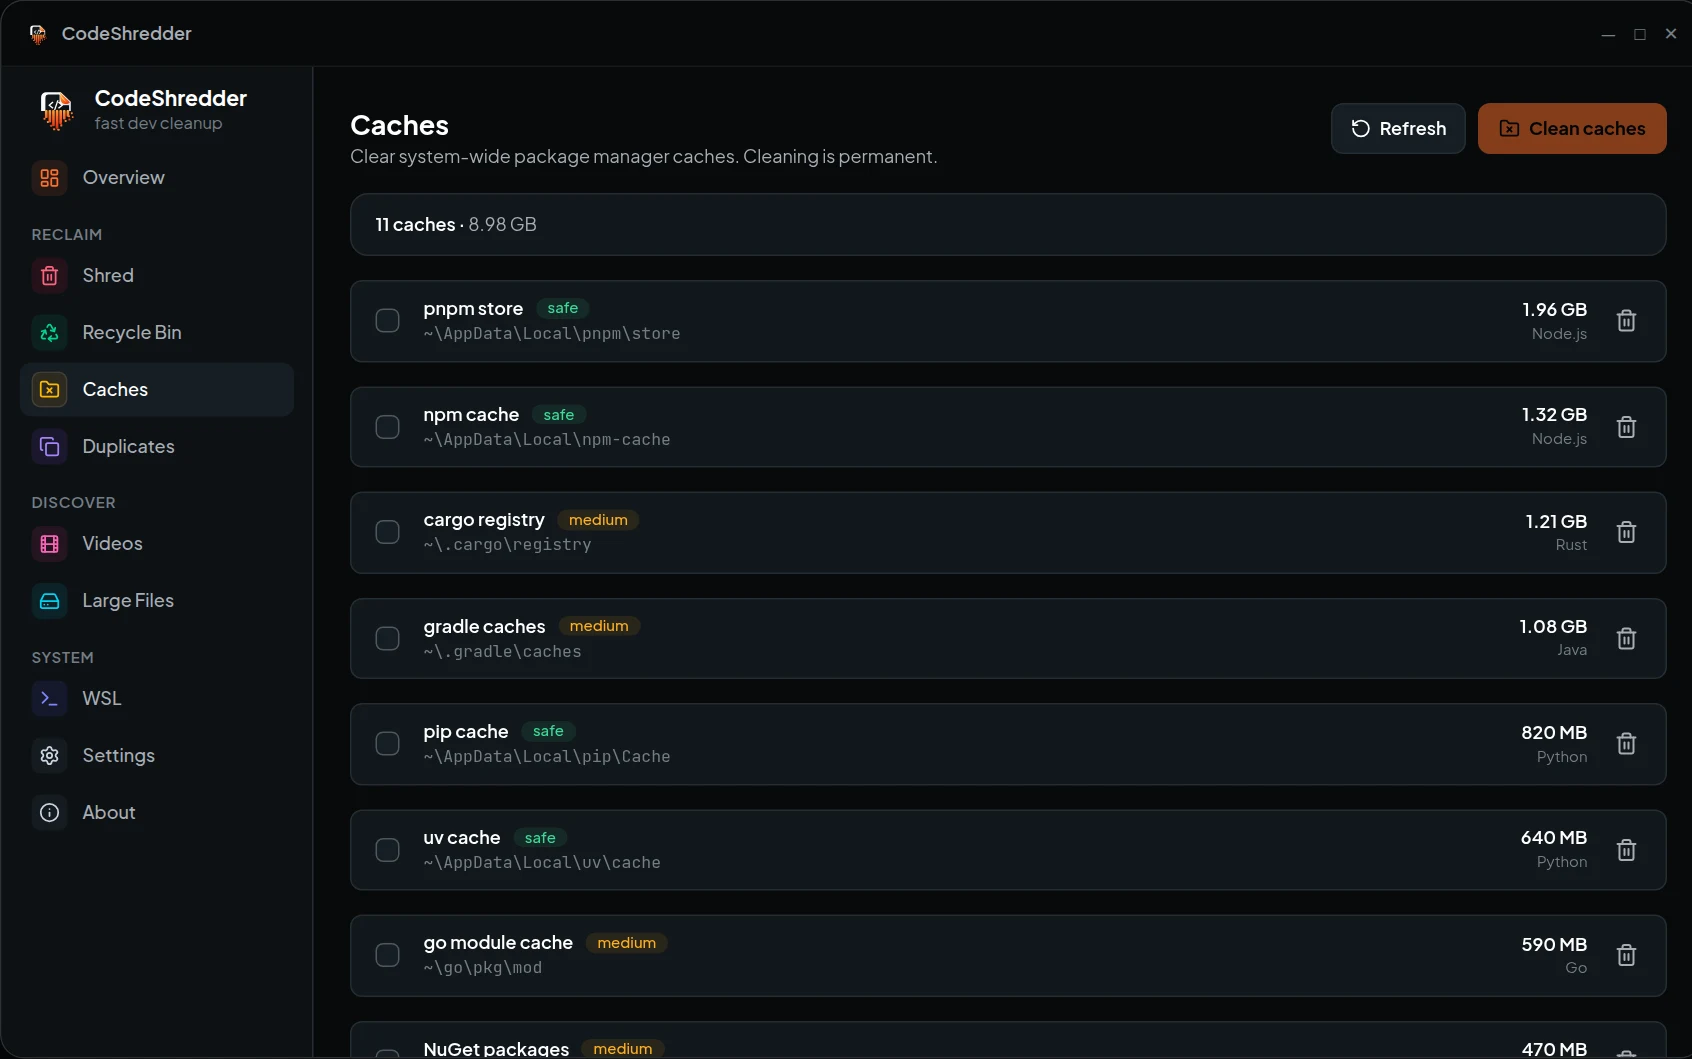 CodeShredder
CodeShredder
fast dev cleanup
Overview
RECLAIM
Shred
Recycle Bin
Caches
Duplicates
DISCOVER
Videos
Large Files
SYSTEM
WSL
Settings
About
Caches
Clear system-wide package manager caches. Cleaning is permanent.
Refresh
Clean caches
11 caches · 8.98 GB
pnpm store safe
~\AppData\Local\pnpm\store
1.96 GB
Node.js
npm cache safe
~\AppData\Local\npm-cache
1.32 GB
Node.js
cargo registry medium
~\.cargo\registry
1.21 GB
Rust
gradle caches medium
~\.gradle\caches
1.08 GB
Java
pip cache safe
~\AppData\Local\pip\Cache
820 MB
Python
uv cache safe
~\AppData\Local\uv\cache
640 MB
Python
go module cache medium
~\go\pkg\mod
590 MB
Go
NuGet packages medium
470 MB